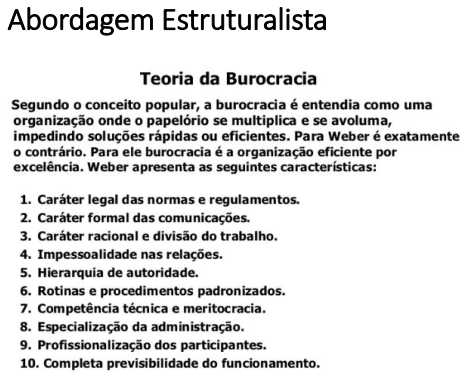 Abordagem Estruturalista
Teoria da Burocracia
Segundo o conceito popular, a burocracia é entendia como uma
organização onde o papelório se multiplica e se avoluma,
impedindo soluções rápidas ou eficientes. Para Weber é exatamente
o contrário. Para ele burocracia é a organização eficiente por
excelência. Weber apresenta as seguintes características:
1. Caráter legal das normas e regulamentos.
2. Caráter formal das comunicações.
3. Caráter racional e divisão do trabalho.
4. Impessoalidade nas relações.
5. Hierarquia de autoridade.
6. Rotinas e procedimentos padronizados.
7. Competência técnica e meritocracia.
8. Especialização da administração.
9. Profissionalização dos participantes.
10. Completa previsibilidade do funcionamento.